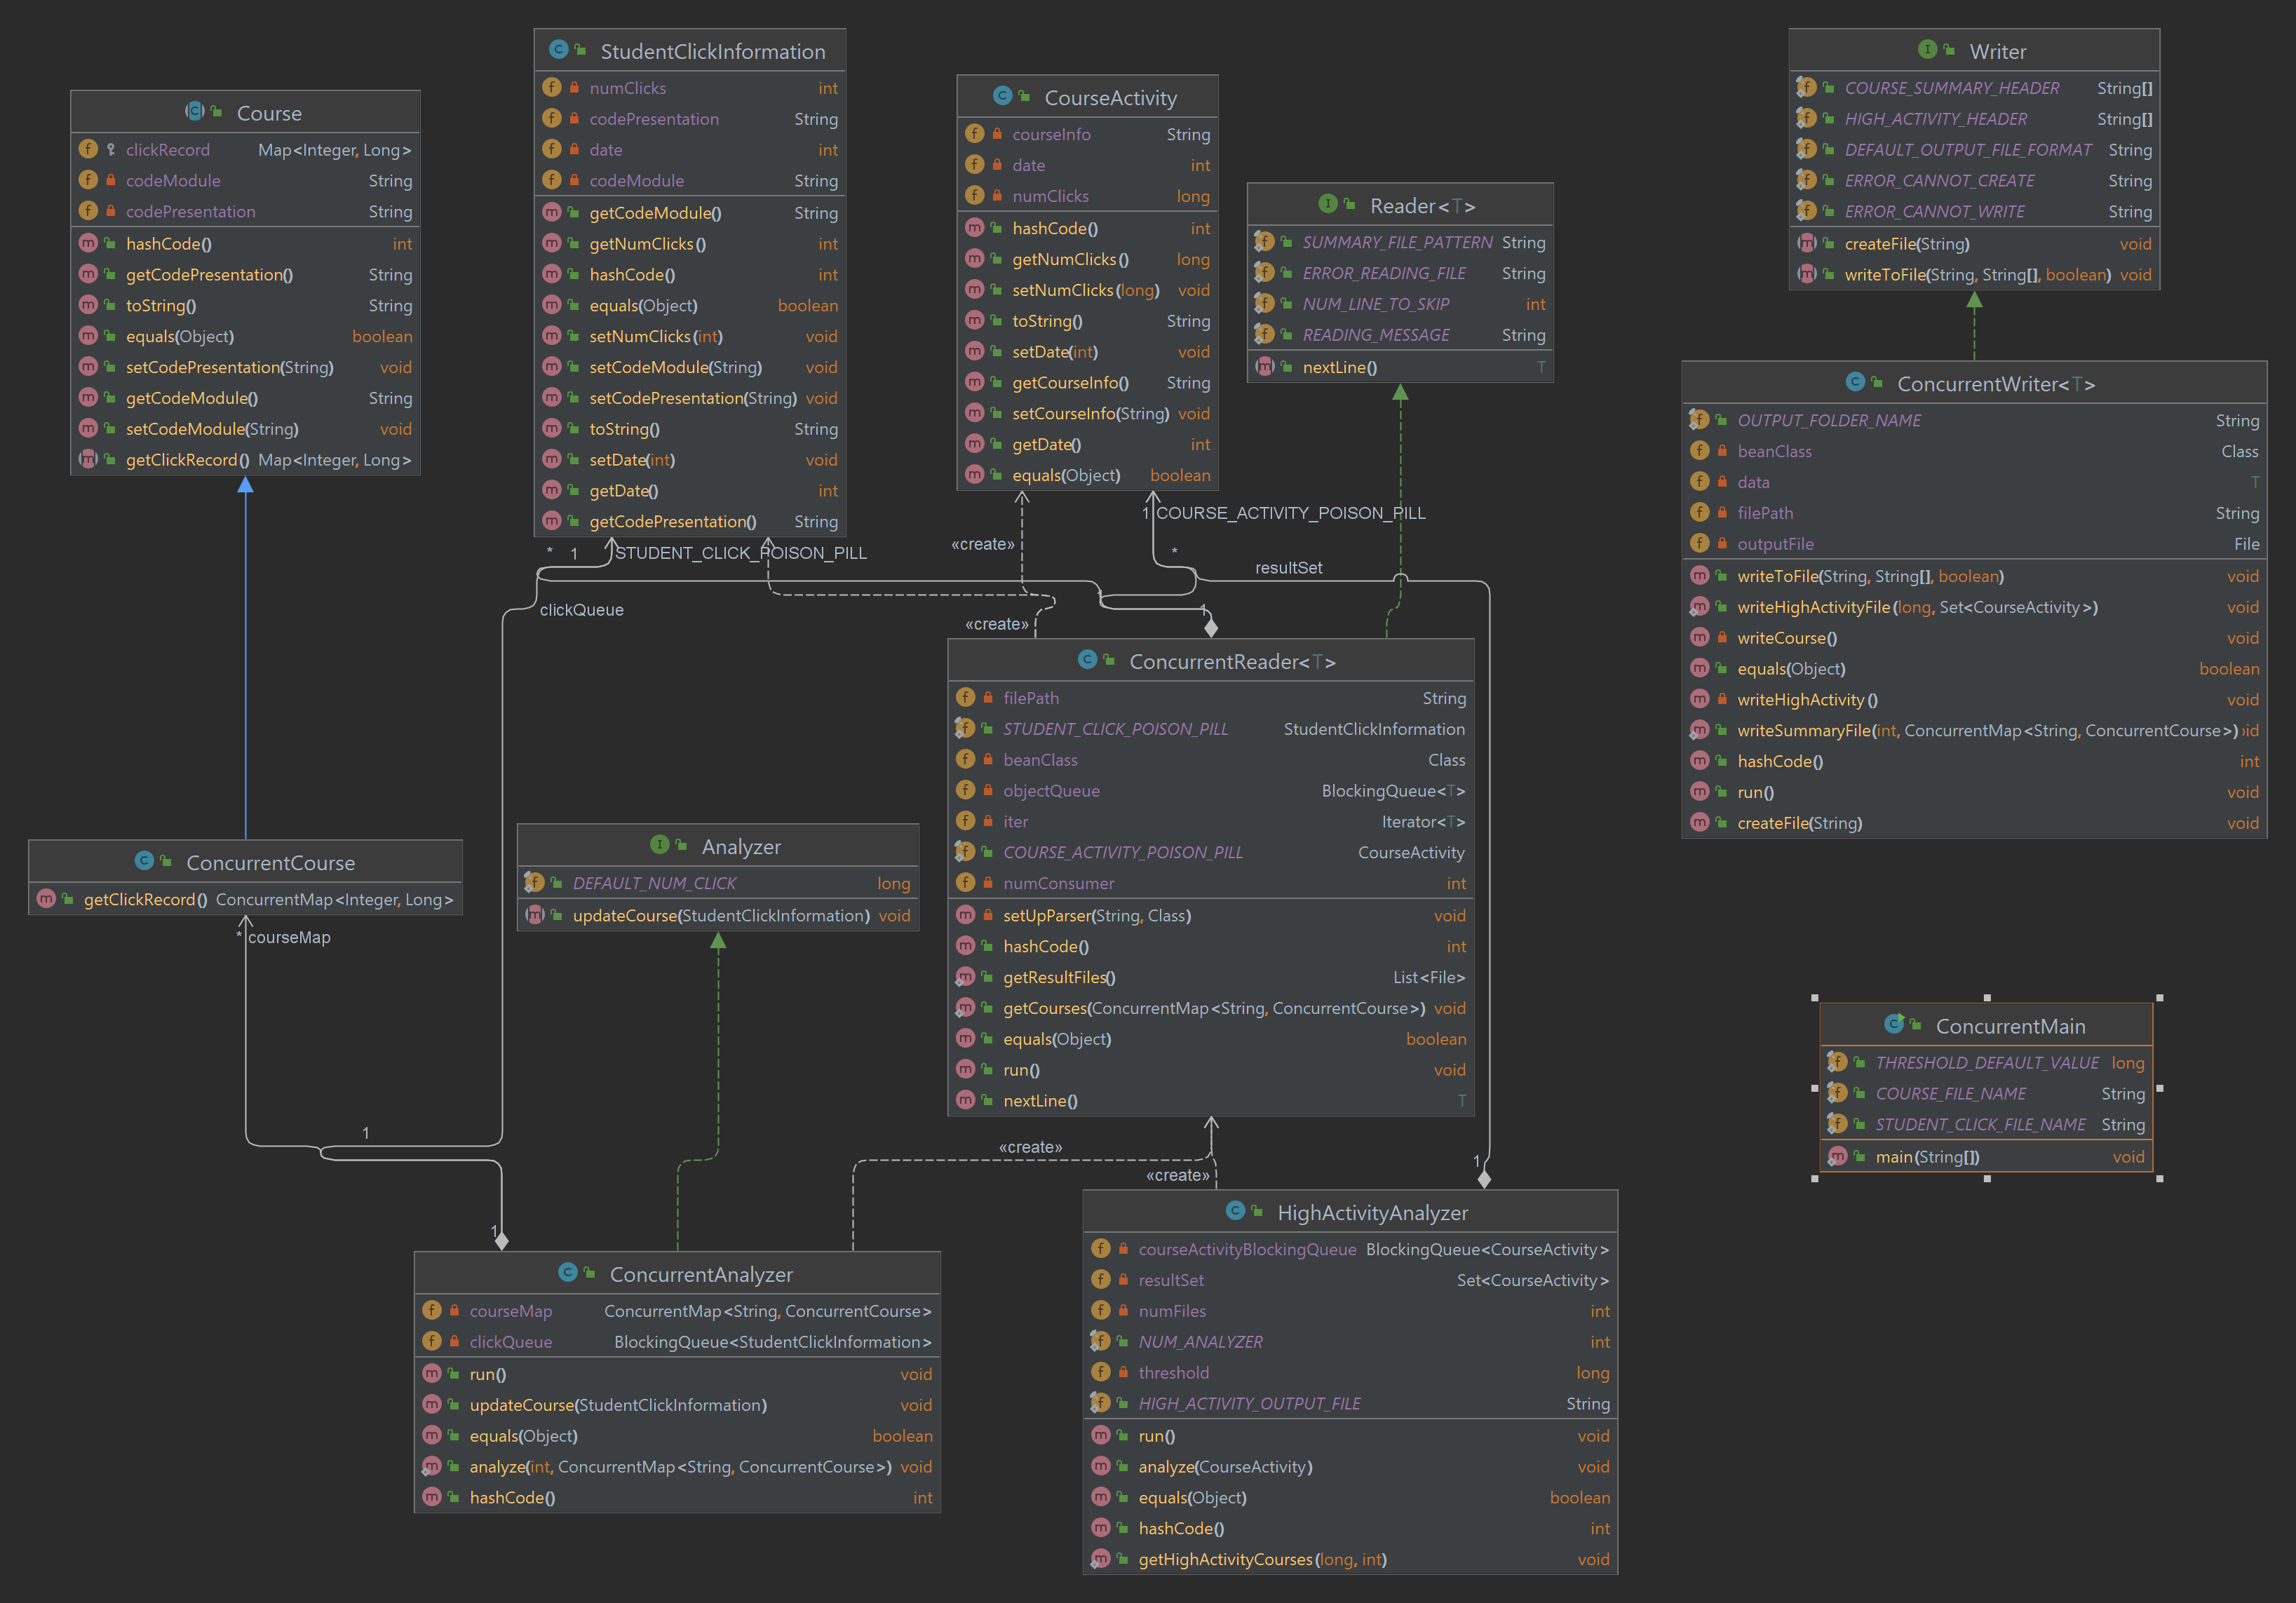 Course
clickRecord Map<Integer, Long>
codeModule String
codePresentation String
hashCode() int
getCodePresentation() String
toString() String
equals(Object) boolean
setCodePresentation(String) void
getCodeModule() String
setCodeModule(String) void
getClickRecord() Map<Integer, Long>
StudentClickInformation
numClicks int
codePresentation String
date int
codeModule String
getCodeModule() String
getNumClicks() int
hashCode() int
equals(Object) boolean
setNumClicks(int) void
setCodeModule(String) void
setCodePresentation(String) void
toString() String
setDate(int) void
getDate() int
getCodePresentation() String
CourseActivity
courseInfo String
date int
numClicks long
hashCode() int
getNumClicks() long
setNumClicks(long) void
toString() String
setDate(int) void
getCourseInfo() String
setCourseInfo(String) void
getDate() int
equals(Object) boolean
Reader<T>
SUMMARY_FILE_PATTERN String
ERROR_READING_FILE String
NUM_LINE_TO_SKIP int
READING_MESSAGE String
nextLine() T
Writer
COURSE_SUMMARY_HEADER String[]
HIGH_ACTIVITY_HEADER String[]
DEFAULT_OUTPUT_FILE_FORMAT String
ERROR_CANNOT_CREATE String
ERROR_CANNOT_WRITE String
createFile(String) void
writeToFile(String, String[], boolean) void
ConcurrentWriter<T>
OUTPUT_FOLDER_NAME String
beanClass Class
data T
filePath String
outputFile File
writeToFile(String, String[], boolean) void
writeHighActivityFile(long, Set<CourseActivity>) void
writeCourse() void
equals(Object) boolean
writeHighActivity() void
writeSummaryFile(int, ConcurrentMap<String, ConcurrentCourse>) id
hashCode() int
run() void
createFile(String) void
1 COURSE_ACTIVITY_POISON_PILL
«create»
* 1 STUDENT_CLICK_POISON_PILL
*
resultSet
clickQueue
1
1
«create»
ConcurrentReader<T>
filePath String
STUDENT_CLICK_POISON_PILL StudentClickInformation
beanClass Class
objectQueue BlockingQueue<T>
iter Iterator<T>
COURSE_ACTIVITY_POISON_PILL CourseActivity
numConsumer int
setUpParser(String, Class) void
hashCode() int
getResultFiles() List<File>
getCourses(ConcurrentMap<String, ConcurrentCourse>) void
equals(Object) boolean
run() void
nextLine() T
ConcurrentCourse
getClickRecord() ConcurrentMap<Integer, Long>
* courseMap
Analyzer
DEFAULT_NUM_CLICK long
updateCourse(StudentClickInformation) void
ConcurrentMain
THRESHOLD_DEFAULT_VALUE long
COURSE_FILE_NAME String
STUDENT_CLICK_FILE_NAME String
main(String[]) void
1
«create»
«create»
1
1
ConcurrentAnalyzer
courseMap ConcurrentMap<String, ConcurrentCourse>
clickQueue BlockingQueue<StudentClickInformation>
run() void
updateCourse(StudentClickInformation) void
equals(Object) boolean
analyze(int, ConcurrentMap<String, ConcurrentCourse>) void
hashCode() int
HighActivityAnalyzer
courseActivityBlockingQueue BlockingQueue<CourseActivity>
resultSet Set<CourseActivity>
numFiles int
NUM_ANALYZER int
threshold long
HIGH_ACTIVITY_OUTPUT_FILE String
run() void
analyze(CourseActivity) void
equals(Object) boolean
hashCode() int
getHighActivityCourses(long, int) void